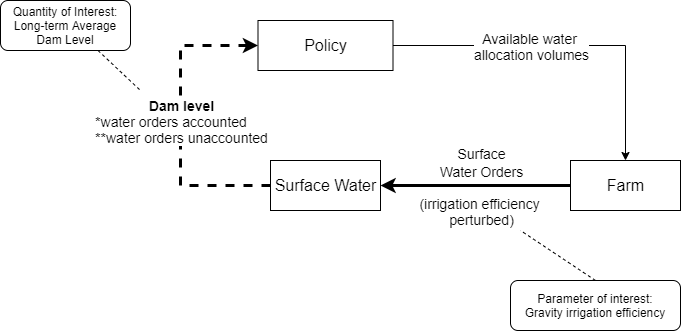 Quantity of Interest:
Long-term Average
Dam Level
Policy
Available water
allocation volumes
Dam level
*water orders accounted
**water orders unaccounted
Surface Water
Surface
Water Orders
(irrigation efficiency
perturbed)
Farm
Parameter of interest:
Gravity irrigation efficiency